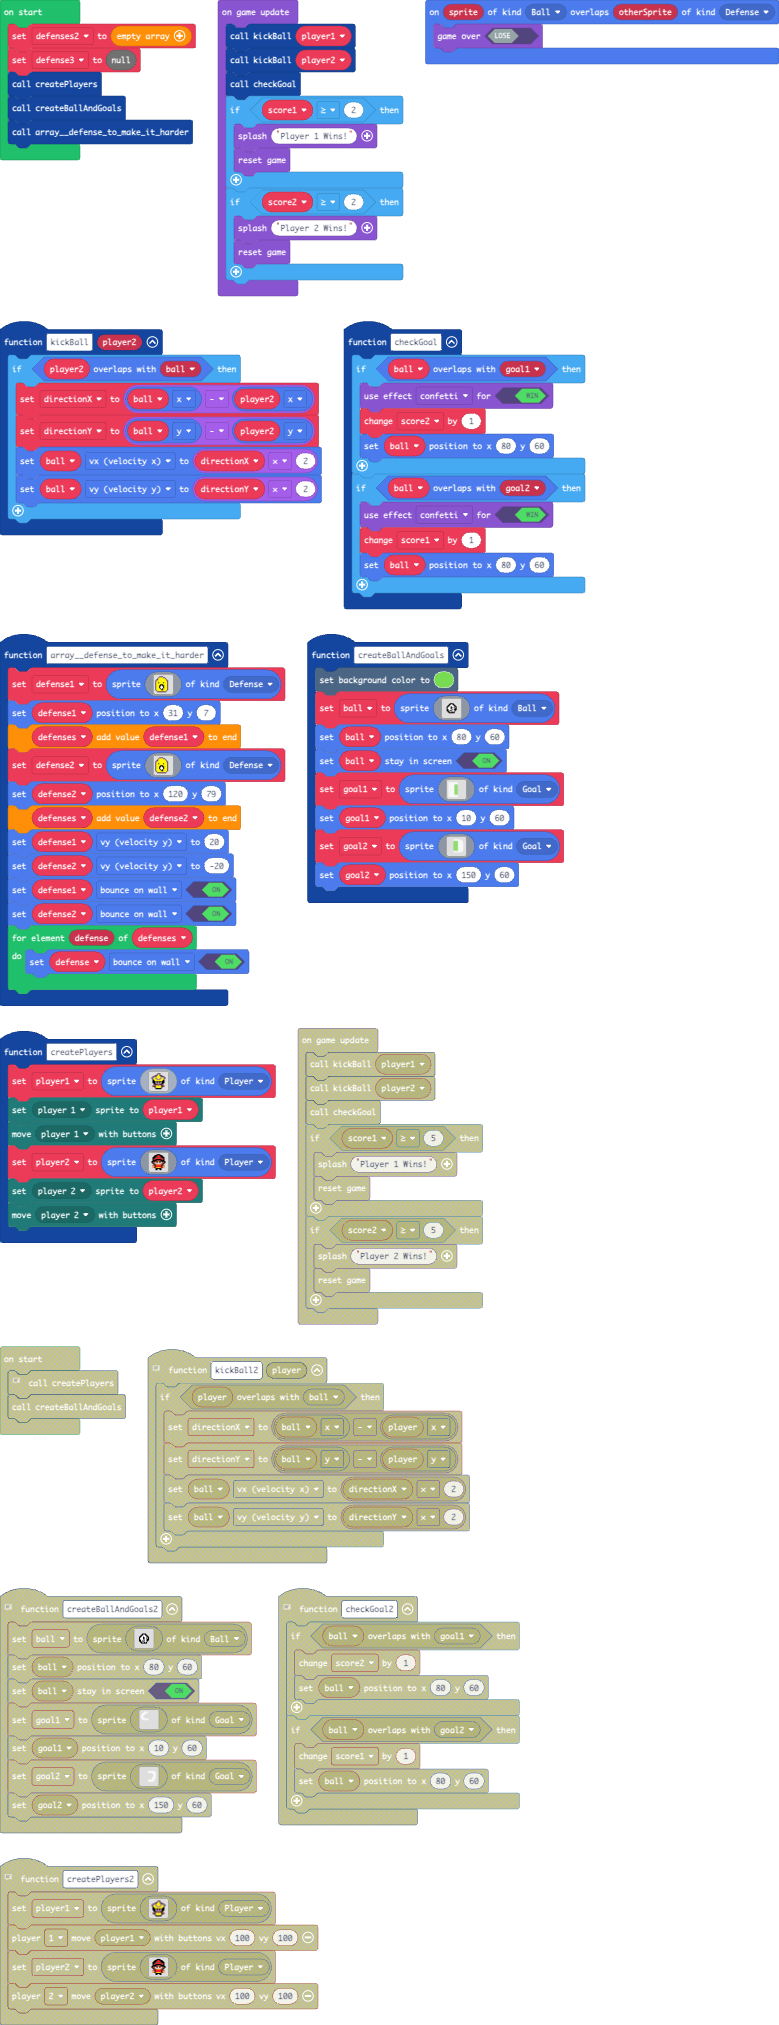 on start
set defenses2 to empty array
set defense3 to null
call createPlayers
call createBallAndGoals
call array__defense_to_make_it_harder
on game update
call kickBall player1
call kickBall player2
call checkGoal
if score1 ≥ 2 then
splash "Player 1 Wins!"
reset game
if score2 ≥ 2 then
splash "Player 2 Wins!"
reset game
on sprite of kind Ball overlaps otherSprite of kind Defense
game over LOSE
function kickBall player2
if player2 overlaps with ball then
set directionX to ball x - player2 x
set directionY to ball y - player2 y
set ball vx (velocity x) to directionX × 2
set ball vy (velocity y) to directionY × 2
function checkGoal
if ball overlaps with goal1 then
use effect confetti for WIN
change score2 by 1
set ball position to x 80 y 60
if ball overlaps with goal2 then
use effect confetti for WIN
change score1 by 1
set ball position to x 80 y 60
function array__defense_to_make_it_harder
set defense1 to sprite of kind Defense
set defense1 position to x 31 y 7
defenses add value defense1 to end
set defense2 to sprite of kind Defense
set defense2 position to x 120 y 79
defenses add value defense2 to end
set defense1 vy (velocity y) to 20
set defense2 vy (velocity y) to -20
set defense1 bounce on wall ON
set defense2 bounce on wall ON
for element defense of defenses
do set defense bounce on wall ON
function createBallAndGoals
set background color to
set ball to sprite of kind Ball
set ball position to x 80 y 60
set ball stay in screen ON
set goal1 to sprite of kind Goal
set goal1 position to x 10 y 60
set goal2 to sprite of kind Goal
set goal2 position to x 150 y 60
function createPlayers
set player1 to sprite of kind Player
set player 1 sprite to player1
move player 1 with buttons
set player2 to sprite of kind Player
set player 2 sprite to player2
move player 2 with buttons
on game update
call kickBall player1
call kickBall player2
call checkGoal
if score1 ≥ 5 then
splash "Player 1 Wins!"
reset game
if score2 ≥ 5 then
splash "Player 2 Wins!"
reset game
on start
call createPlayers
call createBallAndGoals
function kickBall2 player
if player overlaps with ball then
set directionX to ball x - player x
set directionY to ball y - player y
set ball vx (velocity x) to directionX × 2
set ball vy (velocity y) to directionY × 2
function createBallAndGoals2
set ball to sprite of kind Ball
set ball position to x 80 y 60
set ball stay in screen ON
set goal1 to sprite of kind Goal
set goal1 position to x 10 y 60
set goal2 to sprite of kind Goal
set goal2 position to x 150 y 60
function checkGoal2
if ball overlaps with goal1 then
change score2 by 1
set ball position to x 80 y 60
if ball overlaps with goal2 then
change score1 by 1
set ball position to x 80 y 60
function createPlayers2
set player1 to sprite of kind Player
player 1 move player1 with buttons vx 100 vy 100
set player2 to sprite of kind Player
player 2 move player2 with buttons vx 100 vy 100